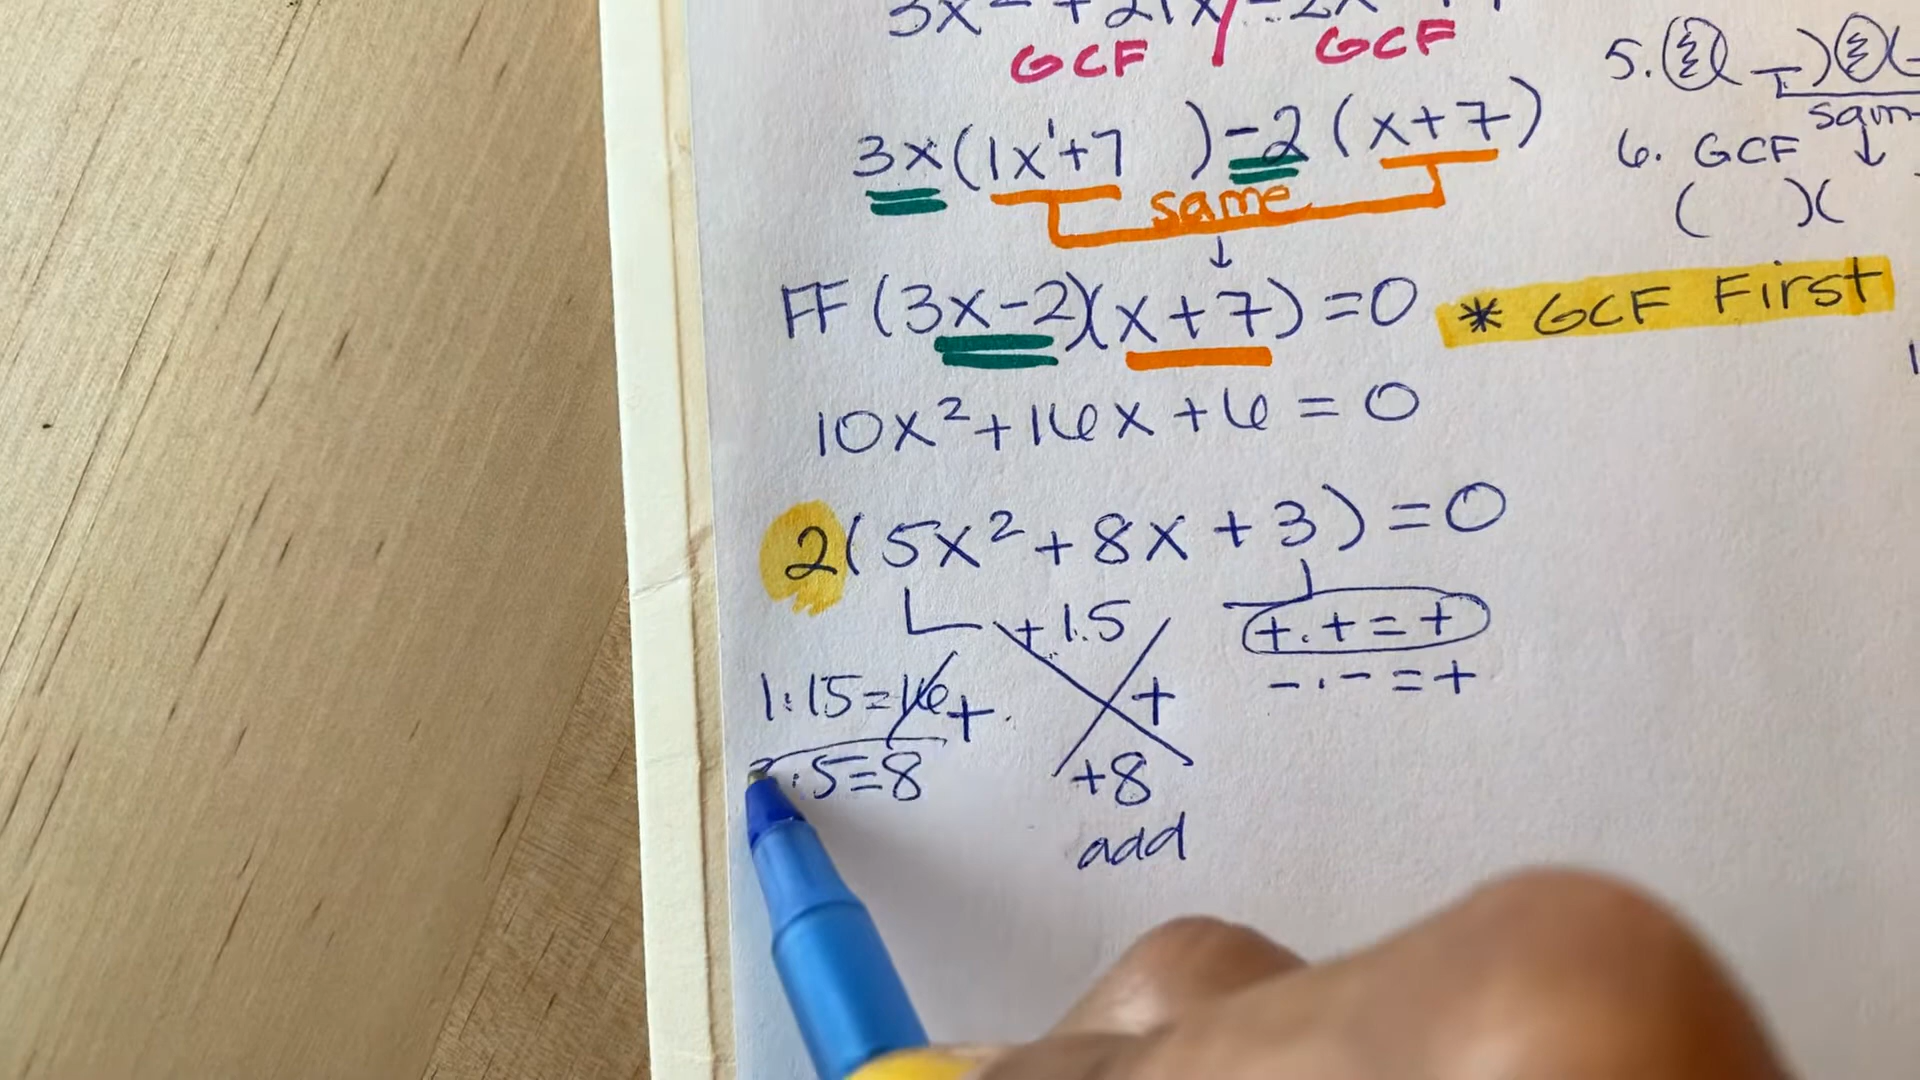 GCF GCF
3x(1x¹+7 )-2(x+7)
same
FF (3x-2)(x+7)=0
* GCF First
10x²+16x+6=0
2(5x²+8x+3)=0
+15
+·+=+
-·-=+
1·15=16
+ +
·5=8
+8
add
5.
6. GCF
( )(